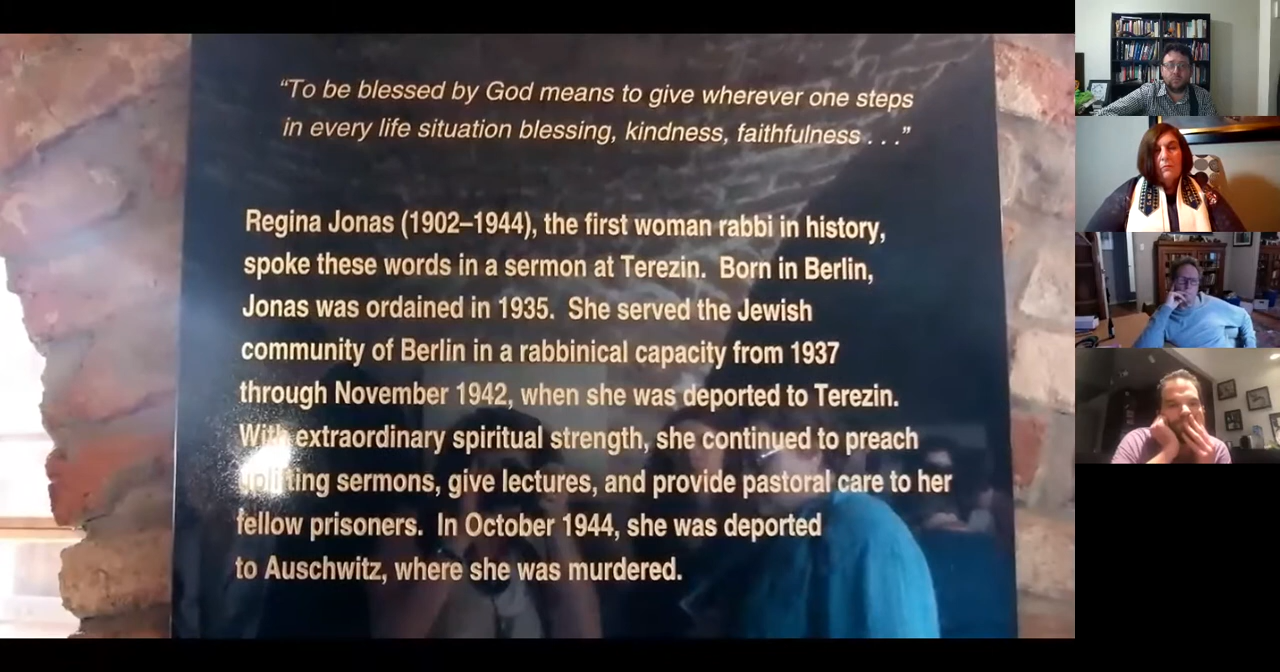 “To be blessed by God means to give wherever one steps
in every life situation blessing, kindness, faithfulness . . .”
Regina Jonas (1902–1944), the first woman rabbi in history,
spoke these words in a sermon at Terezin.  Born in Berlin,
Jonas was ordained in 1935.  She served the Jewish
community of Berlin in a rabbinical capacity from 1937
through November 1942, when she was deported to Terezin.
With extraordinary spiritual strength, she continued to preach
uplifting sermons, give lectures, and provide pastoral care to her
fellow prisoners.  In October 1944, she was deported
to Auschwitz, where she was murdered.